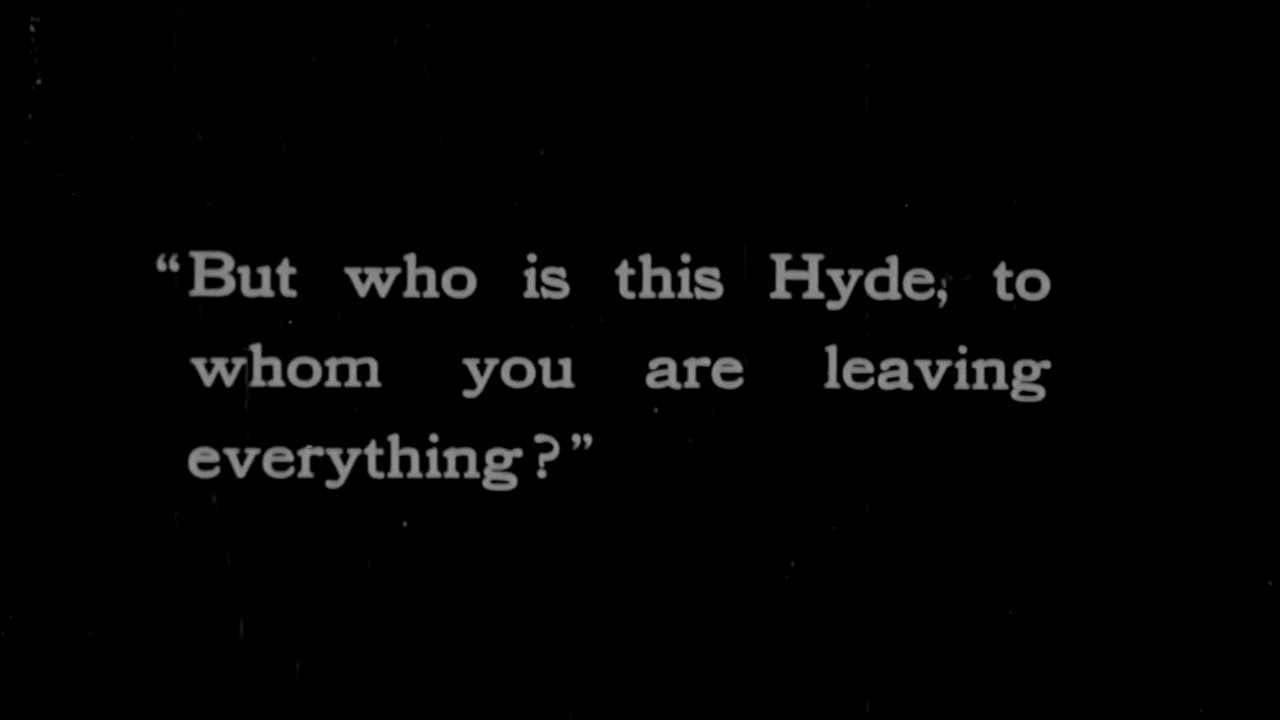 “But who is this Hyde, to
whom you are leaving
everything?”